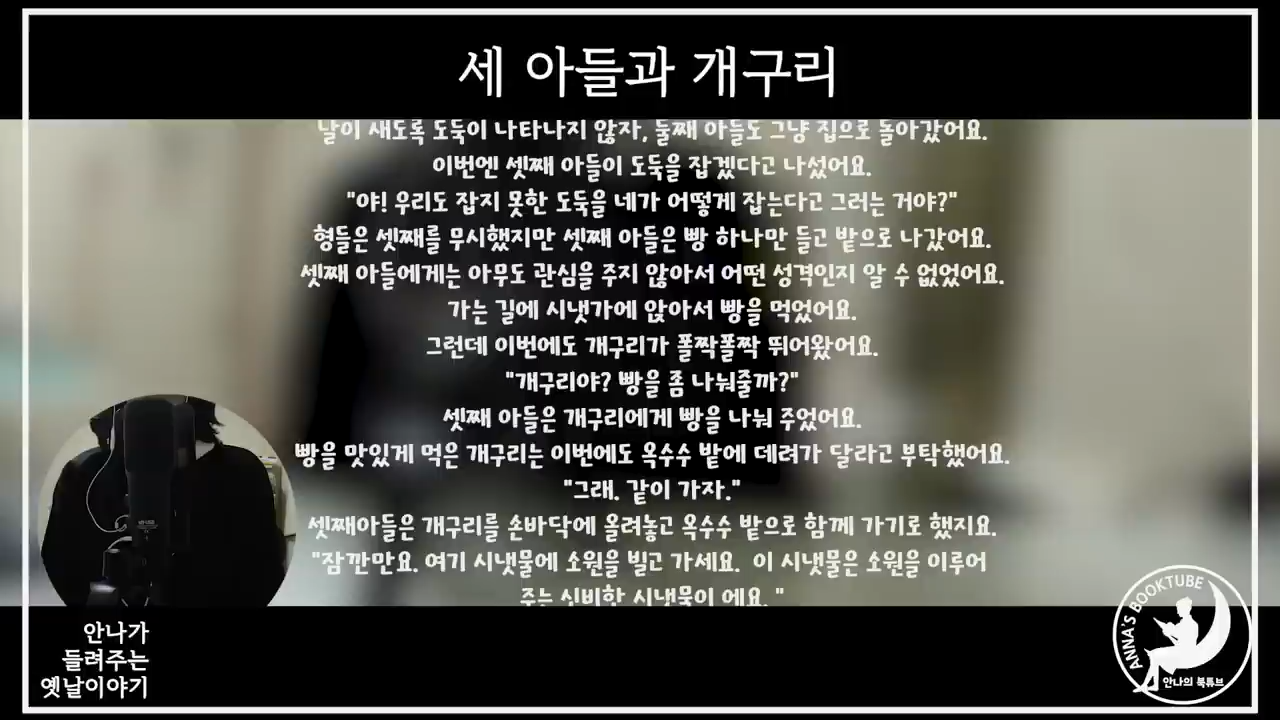 세 아들과 개구리
날이 새도록 도둑이 나타나지 않자, 둘째 아들도 그냥 집으로 돌아갔어요.
이번엔 셋째 아들이 도둑을 잡겠다고 나섰어요.
"야! 우리도 잡지 못한 도둑을 네가 어떻게 잡는다고 그러는 거야?"
형들은 셋째를 무시했지만 셋째 아들은 빵 하나만 들고 밭으로 나갔어요.
셋째 아들에게는 아무도 관심을 주지 않아서 어떤 성격인지 알 수 없었어요.
가는 길에 시냇가에 앉아서 빵을 먹었어요.
그런데 이번에도 개구리가 폴짝폴짝 뛰어왔어요.
"개구리야? 빵을 좀 나눠줄까?"
셋째 아들은 개구리에게 빵을 나눠 주었어요.
빵을 맛있게 먹은 개구리는 이번에도 옥수수 밭에 데려가 달라고 부탁했어요.
"그래. 같이 가자."
셋째아들은 개구리를 손바닥에 올려놓고 옥수수 밭으로 함께 가기로 했지요.
"잠깐만요. 여기 시냇물에 소원을 빌고 가세요. 이 시냇물은 소원을 이루어
주는 신비한 시냇물이 에요. "
안나가
들려주는
옛날이야기
ANNA'S BOOKTUBE
안나의 북튜브